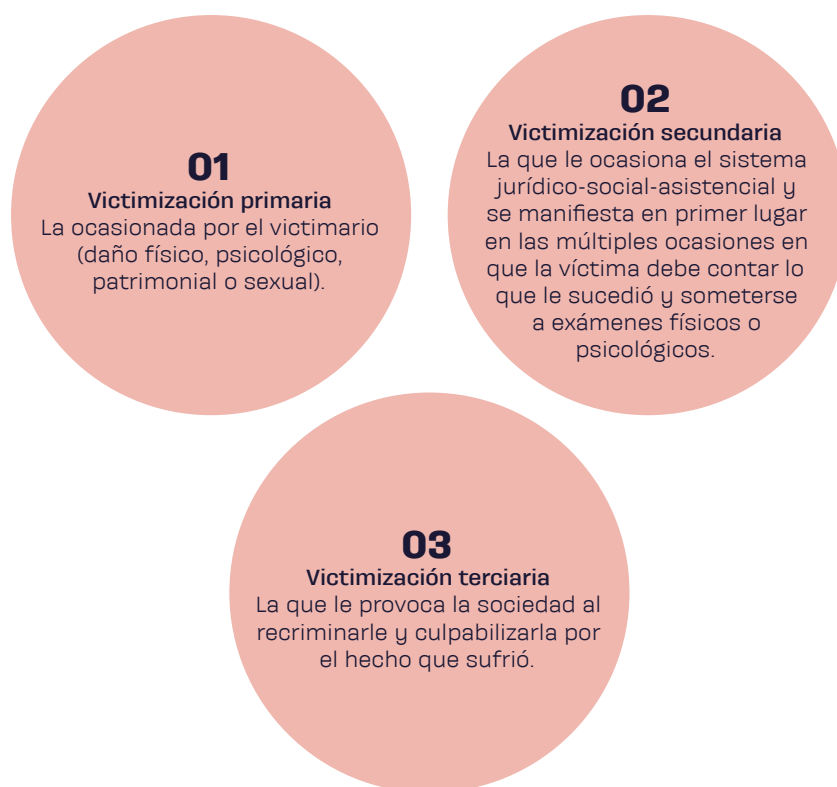 01
Victimización primaria
La ocasionada por el victimario
(daño físico, psicológico,
patrimonial o sexual).
02
Victimización secundaria
La que le ocasiona el sistema
jurídico-social-asistencial y
se manifiesta en primer lugar
en las múltiples ocasiones en
que la víctima debe contar lo
que le sucedió y someterse
a exámenes físicos o
psicológicos.
03
Victimización terciaria
La que le provoca la sociedad al
recriminarle y culpabilizarla por
el hecho que sufrió.